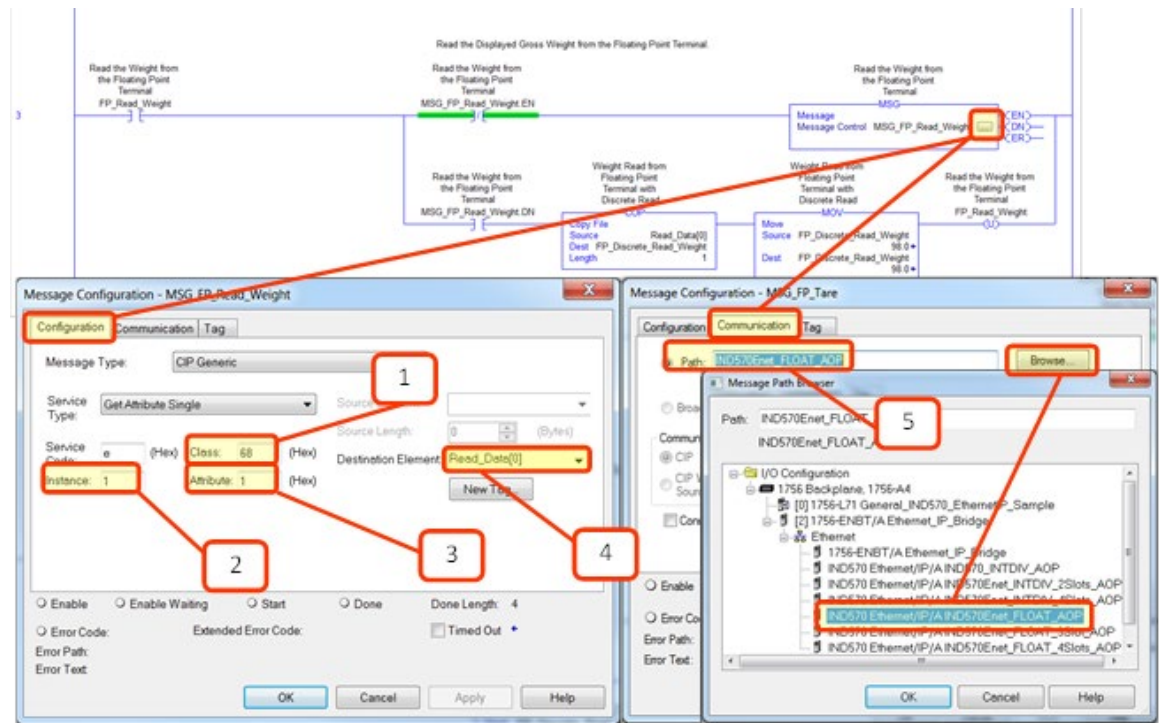 Read the Displayed Gross Weight from the Floating Point Terminal.
Read the Weight from
the Floating Point
Terminal
FP_Read_Weight
Read the Weight from
the Floating Point
Terminal
MSG_FP_Read_Weight.EN
Read the Weight from
the Floating Point
Terminal
MSG
Message
Message Control MSG_FP_Read_Weight
EN
DN
ER
3
Read the Weight from
the Floating Point
Terminal
MSG_FP_Read_Weight.DN
Weight Read from
Floating Point
Terminal with
Discrete Read
COP
Copy File
Source Read_Data[0]
Dest FP_Discrete_Read_Weight
Length 1
Weight Read from
Floating Point
Terminal with
Discrete Read
MOV
Move
Source FP_Discrete_Read_Weight
98.0
Dest FP_Discrete_Read_Weight
98.0
Read the Weight from
the Floating Point
Terminal
FP_Read_Weight
U
Message Configuration - MSG_FP_Read_Weight
Configuration Communication Tag
Message Type: CIP Generic
1
Service Type: Get Attribute Single
Source Length: 0 (Bytes)
Service Code: e (Hex) Class: 68 (Hex)
Destination Element: Read_Data[0]
Instance: 1 Attribute: 1 (Hex)
New Tag...
2
3
4
Enable Enable Waiting Start Done Done Length: 4
Error Code: Extended Error Code: Timed Out
Error Path:
Error Text:
OK Cancel Apply Help
Message Configuration - MSG_FP_Tare
Configuration Communication Tag
Path: IND570Enet_FLOAT_AOP Browse...
Message Path Browser
Path: IND570Enet_FLOAT_
IND570Enet_FLOAT_
5
CIP
Enable
Error Path:
Error Text:
I/O Configuration
1756 Backplane, 1756-A4
[0] 1756-L71 General_IND570_EthernetIP_Sample
[2] 1756-ENBT/A Ethernet_IP_Bridge
Ethernet
1756-ENBT/A Ethernet_IP_Bridge
IND570 Ethernet/IP/A IND570_INTDIV_AOP
IND570 Ethernet/IP/A IND570Enet_INTDIV_2Slots_AOP
IND570 Ethernet/IP/A IND570Enet_FLOAT_AOP
IND570 Ethernet/IP/A IND570Enet_FLOAT_4Slots_AOP
OK Cancel Help